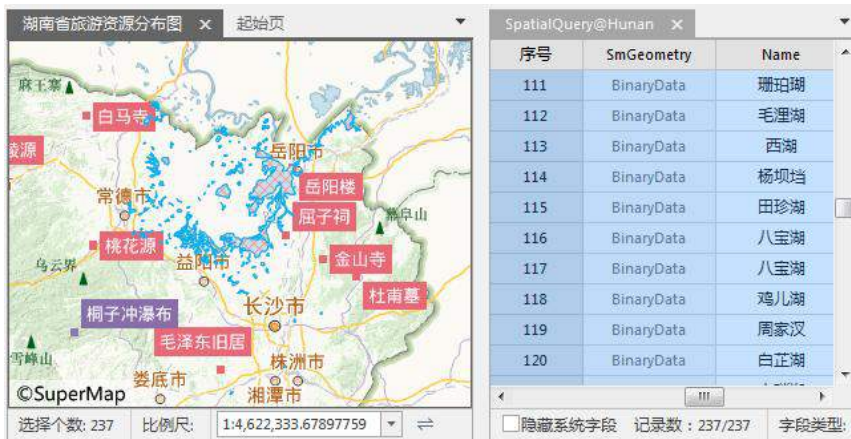 湖南省旅游资源分布图 × 起始页
麻王寨
白马寺
岳阳市
岳阳楼
常德市
屈子祠
幕阜山
桃花源
金山寺
乌云界
益阳市
杜甫墓
桐子冲瀑布
长沙市
毛泽东旧居
雪峰山
株洲市
娄底市
湘潭市
©SuperMap
选择个数: 237 比例尺: 1:4,622,333.67897759
SpatialQuery@Hunan ×
序号 SmGeometry Name
111 BinaryData 珊珀湖
112 BinaryData 毛浬湖
113 BinaryData 西湖
114 BinaryData 杨坝垱
115 BinaryData 田珍湖
116 BinaryData 八宝湖
117 BinaryData 八宝湖
118 BinaryData 鸡儿湖
119 BinaryData 周家汊
120 BinaryData 白芷湖
隐藏系统字段 记录数：237/237 字段类型: